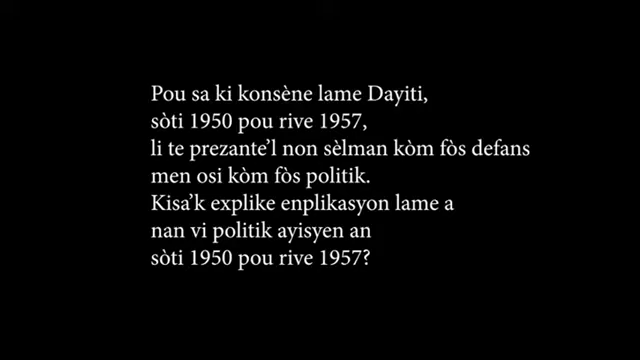 Pou sa ki konsène lame Dayiti,
sòti 1950 pou rive 1957,
li te prezante’l non sèlman kòm fòs defans
men osi kòm fòs politik.
Kisa’k explike enplikasyon lame a
nan vi politik ayisyen an
sòti 1950 pou rive 1957?